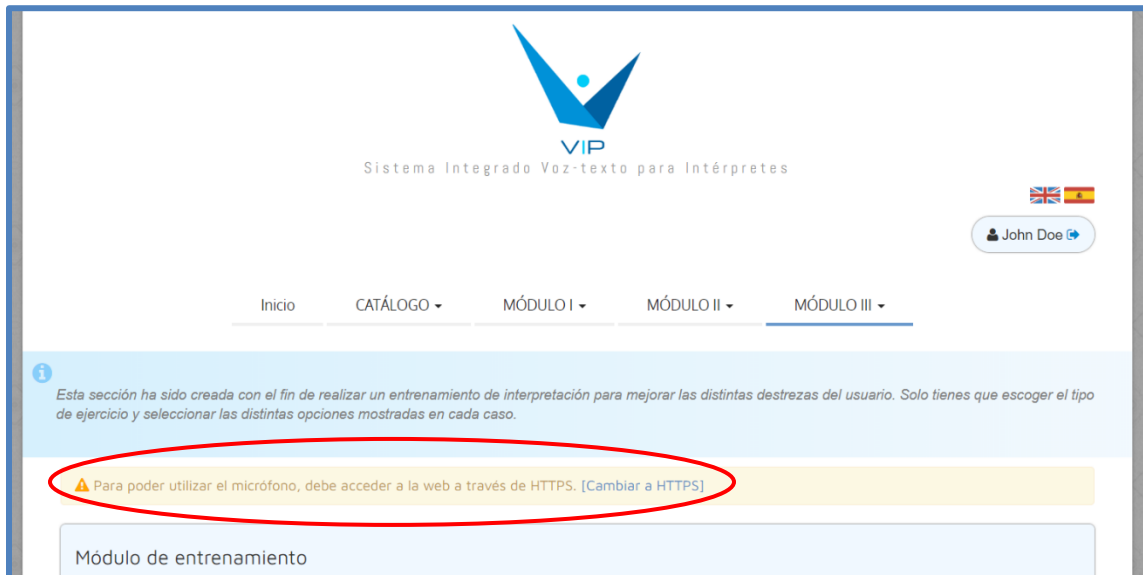 VIP
Sistema Integrado Voz-texto para Intérpretes
John Doe
Inicio CATÁLOGO MÓDULO I MÓDULO II MÓDULO III
Esta sección ha sido creada con el fin de realizar un entrenamiento de interpretación para mejorar las distintas destrezas del usuario. Solo tienes que escoger el tipo
de ejercicio y seleccionar las distintas opciones mostradas en cada caso.
Para poder utilizar el micrófono, debe acceder a la web a través de HTTPS. [Cambiar a HTTPS]
Módulo de entrenamiento